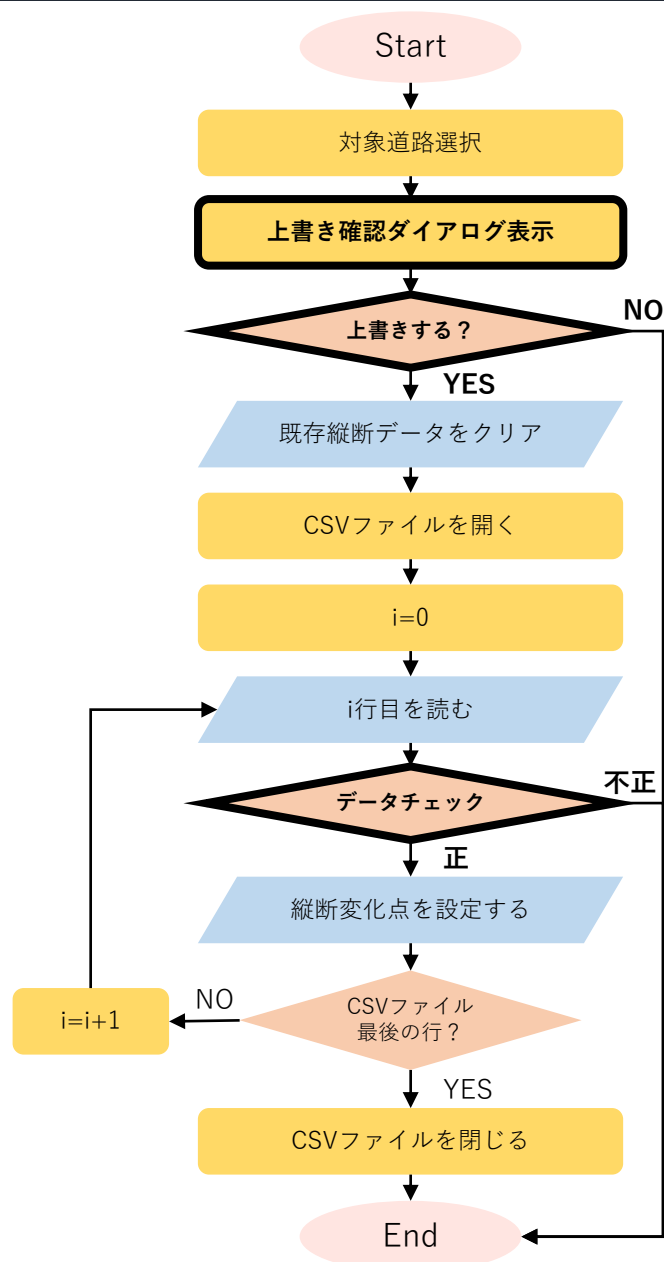 Start
対象道路選択
上書き確認ダイアログ表示
上書きする？
NO
YES
既存縦断データをクリア
CSVファイルを開く
i=0
i行目を読む
データチェック
不正
正
縦断変化点を設定する
CSVファイル
最後の行？
NO
i=i+1
YES
CSVファイルを閉じる
End